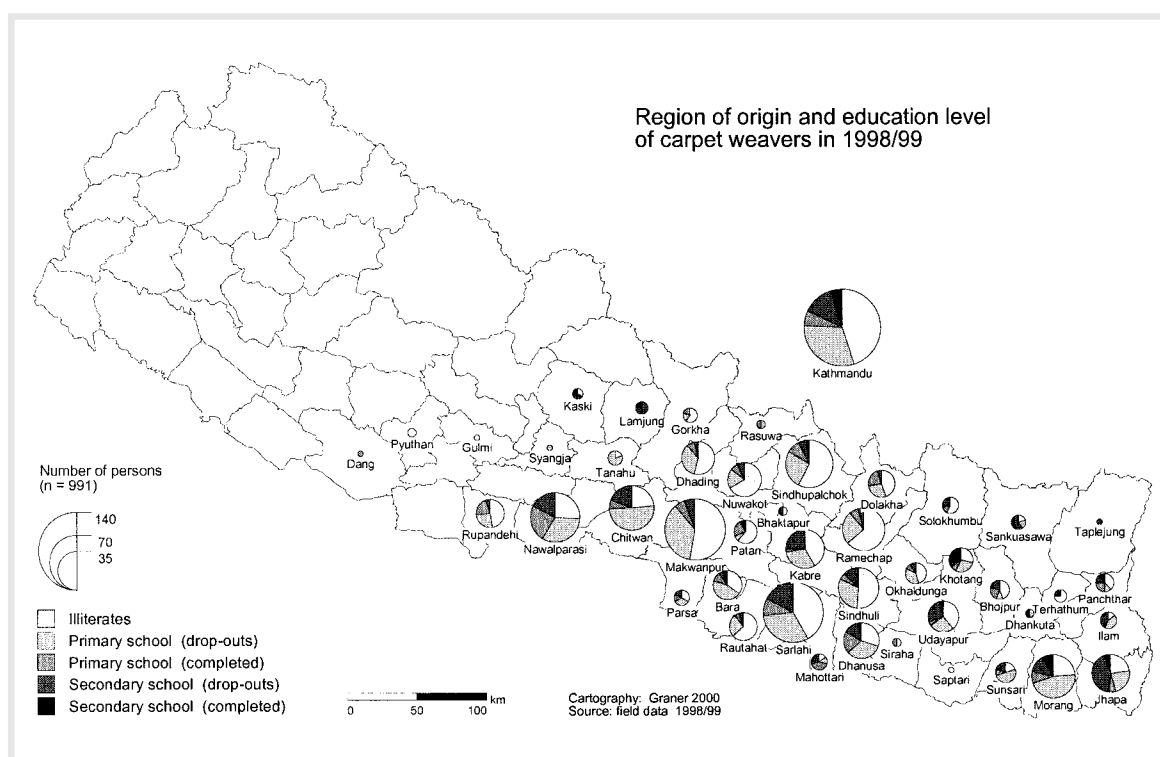 Region of origin and education level
of carpet weavers in 1998/99
Kathmandu
Kaski
Lamjung
Gorkha
Rasuwa
Pyuthan
Gulmi
Syangja
Dang
Tanahu
Dhading
Nuwakot
Sindhupalchok
Dolakha
Solokhumbu
Sankuasawa
Taplejung
Rupandehi
Nawalparasi
Chitwan
Makwanpur
Patan
Bhaktapur
Kabre
Ramechap
Okhaldunga
Khotang
Bhojpur
Terhathum
Panchthar
Dhankuta
Ilam
Parsa
Bara
Rautahat
Sarlahi
Sindhuli
Dhanusa
Mahottari
Siraha
Udayapur
Saptari
Sunsari
Morang
Jhapa
Number of persons
(n = 991)
140
70
35
Illiterates
Primary school (drop-outs)
Primary school (completed)
Secondary school (drop-outs)
Secondary school (completed)
km
0 50 100
Cartography: Graner 2000
Source: field data 1998/99